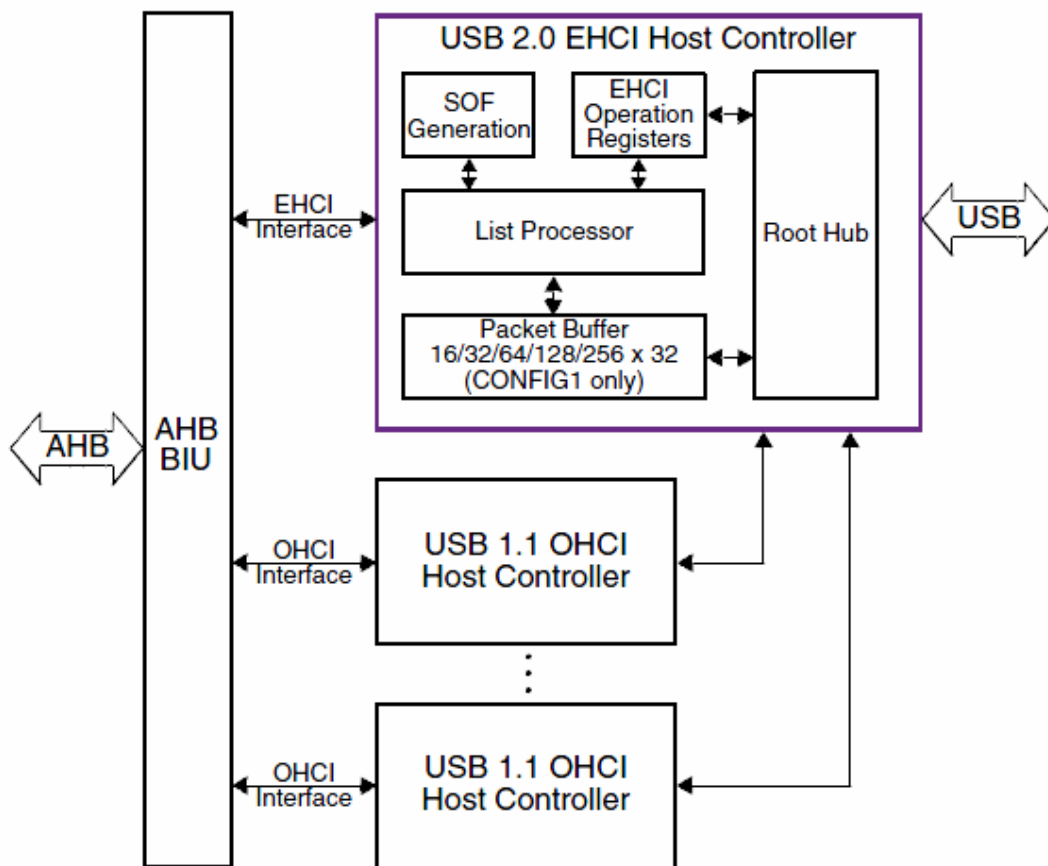 USB 2.0 EHCI Host Controller
SOF
Generation
EHCI
Operation
Registers
EHCI
Interface
List Processor
Root Hub
USB
Packet Buffer
16/32/64/128/256 x 32
(CONFIG1 only)
AHB
AHB
BIU
OHCI
Interface
USB 1.1 OHCI
Host Controller
OHCI
Interface
USB 1.1 OHCI
Host Controller